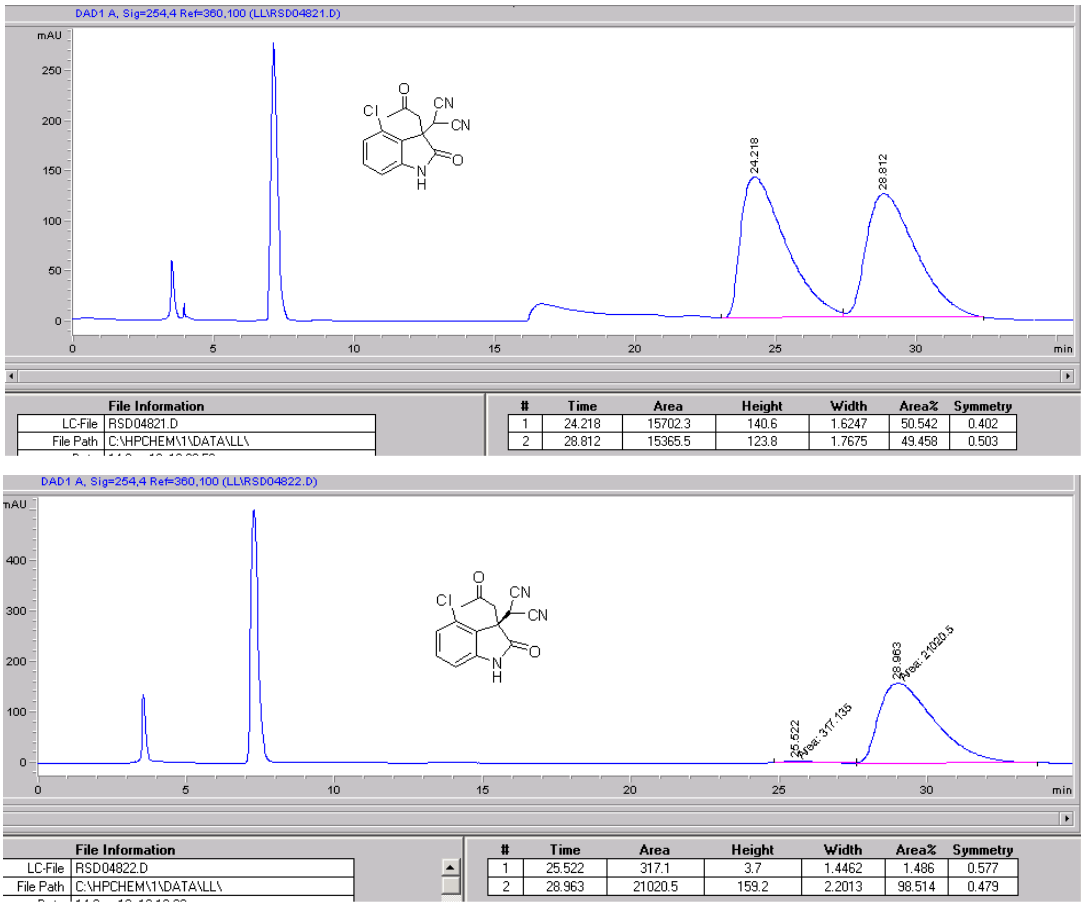 DAD1 A, Sig=254,4 Ref=360,100 (LL\RSD04821.D)
mAU
250
200
150
100
50
0
O
Cl
CN
CN
O
N
H
24.218
28.812
0 5 10 15 20 25 30 min
File Information
LC-File RSD04821.D
File Path C:\HPCHEM\1\DATA\LL\
# Time Area Height Width Area% Symmetry
1 24.218 15702.3 140.6 1.6247 50.542 0.402
2 28.812 15365.5 123.8 1.7675 49.458 0.503
DAD1 A, Sig=254,4 Ref=360,100 (LL\RSD04822.D)
mAU
400
300
200
100
0
O
Cl
CN
CN
O
N
H
25.522
Area: 317.135
28.963
Area: 21020.5
0 5 10 15 20 25 30 min
File Information
LC-File RSD04822.D
File Path C:\HPCHEM\1\DATA\LL\
# Time Area Height Width Area% Symmetry
1 25.522 317.1 3.7 1.4462 1.486 0.577
2 28.963 21020.5 159.2 2.2013 98.514 0.479